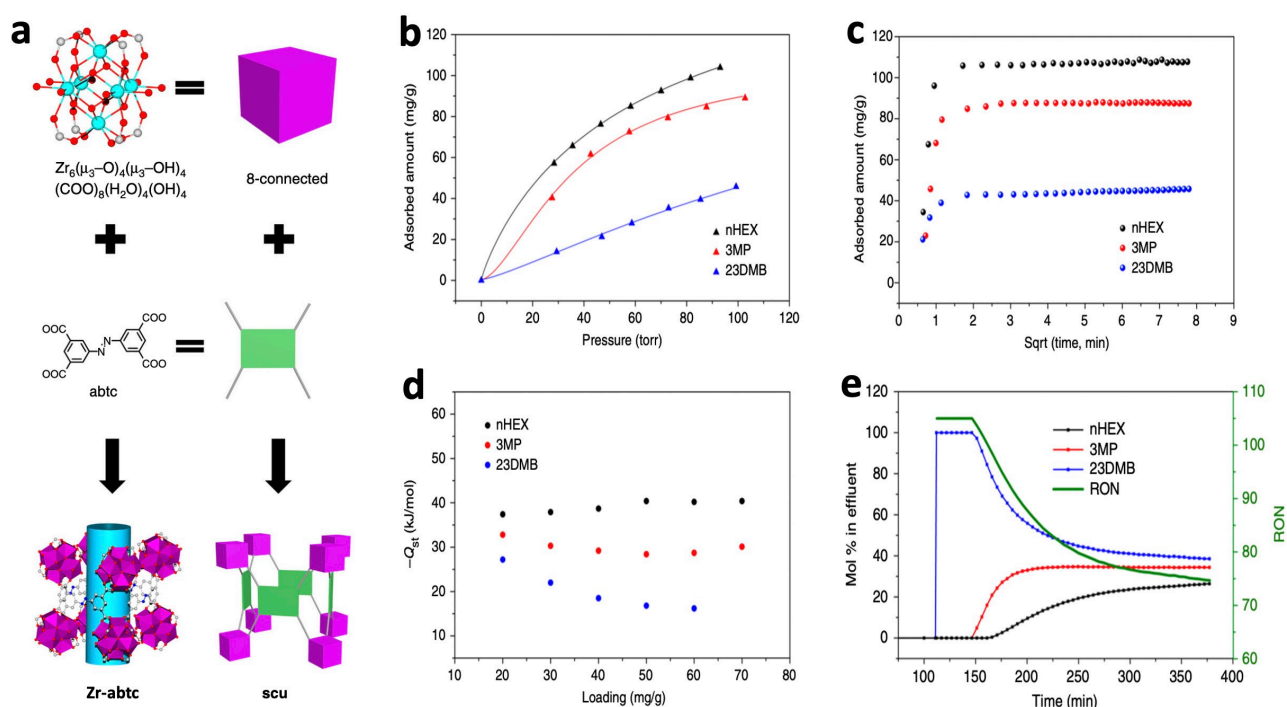 a
Zr₆(μ₃–O)₄(μ₃–OH)₄
(COO)₈(H₂O)₄(OH)₄
8-connected
OOC
COO
N
N
OOC
COO
abtc
Zr-abtc
scu
b
Adsorbed amount (mg/g)
120
100
80
60
40
20
0
nHEX
3MP
23DMB
0 20 40 60 80 100 120
Pressure (torr)
c
Adsorbed amount (mg/g)
120
100
80
60
40
20
0
nHEX
3MP
23DMB
0 1 2 3 4 5 6 7 8 9
Sqrt (time, min)
d
–Qst (kJ/mol)
60
50
40
30
20
10
nHEX
3MP
23DMB
10 20 30 40 50 60 70 80
Loading (mg/g)
e
Mol % in effluent
120
100
80
60
40
20
0
nHEX
3MP
23DMB
RON
110
100
90
80
70
60
RON
100 150 200 250 300 350 400
Time (min)